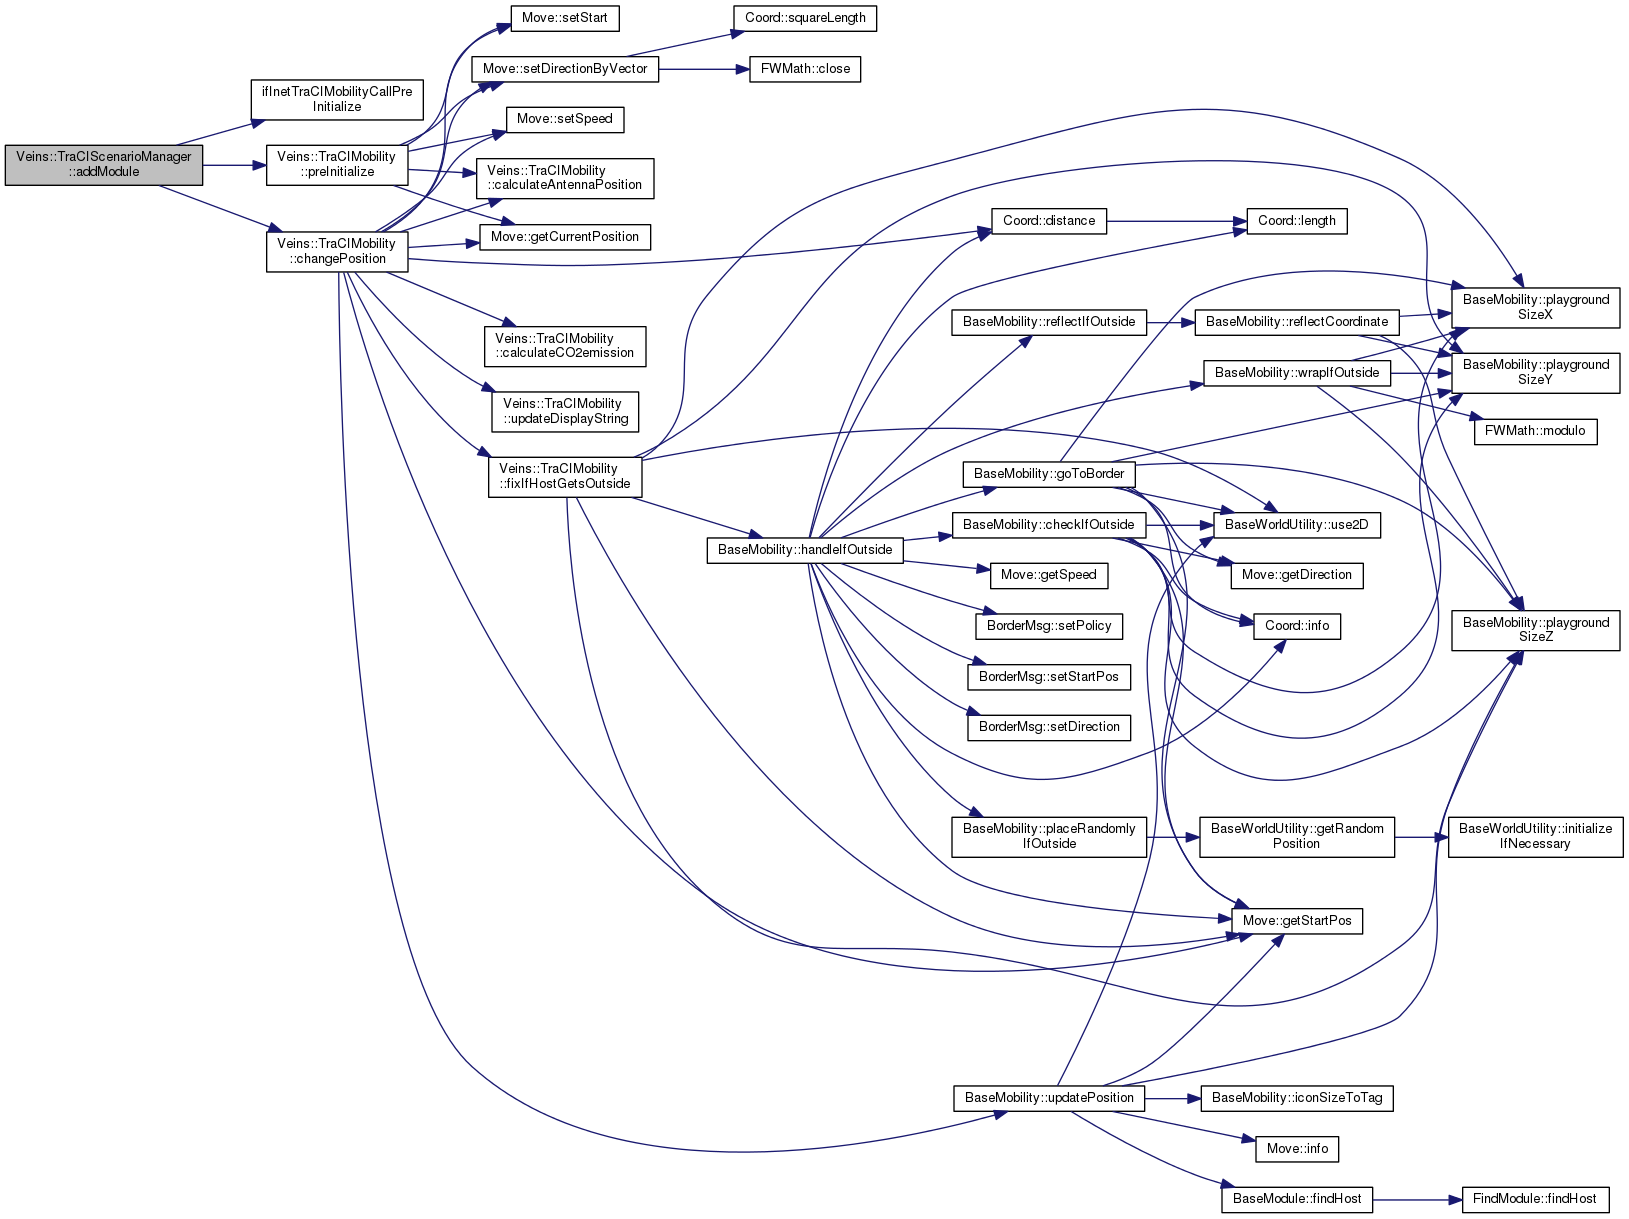 Veins::TraCIScenarioManager
::addModule
ifInetTraCIMobilityCallPre
Initialize
Veins::TraCIMobility
::preInitialize
Veins::TraCIMobility
::changePosition
Move::setStart
Move::setDirectionByVector
Move::setSpeed
Veins::TraCIMobility
::calculateAntennaPosition
Move::getCurrentPosition
Veins::TraCIMobility
::calculateCO2emission
Veins::TraCIMobility
::updateDisplayString
Veins::TraCIMobility
::fixIfHostGetsOutside
Coord::squareLength
FWMath::close
BaseMobility::handleIfOutside
Coord::distance
BaseMobility::reflectIfOutside
BaseMobility::goToBorder
BaseMobility::checkIfOutside
Move::getSpeed
BorderMsg::setPolicy
BorderMsg::setStartPos
BorderMsg::setDirection
BaseMobility::placeRandomly
IfOutside
BaseMobility::updatePosition
Coord::length
BaseMobility::reflectCoordinate
BaseMobility::wrapIfOutside
BaseWorldUtility::use2D
Move::getDirection
Coord::info
BaseWorldUtility::getRandom
Position
Move::getStartPos
BaseMobility::iconSizeToTag
Move::info
BaseModule::findHost
BaseMobility::playground
SizeX
BaseMobility::playground
SizeY
FWMath::modulo
BaseMobility::playground
SizeZ
BaseWorldUtility::initialize
IfNecessary
FindModule::findHost